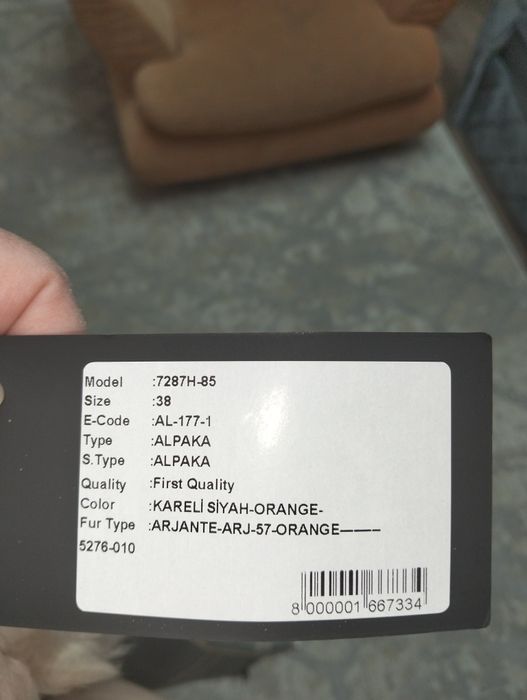 Model :7287H-85
Size :38
E-Code :AL-177-1
Type :ALPAKA
S.Type :ALPAKA
Quality :First Quality
Color :KARELİ SİYAH-ORANGE-
Fur Type :ARJANTE-ARJ-57-ORANGE-——–
5276-010
8 000001 667334